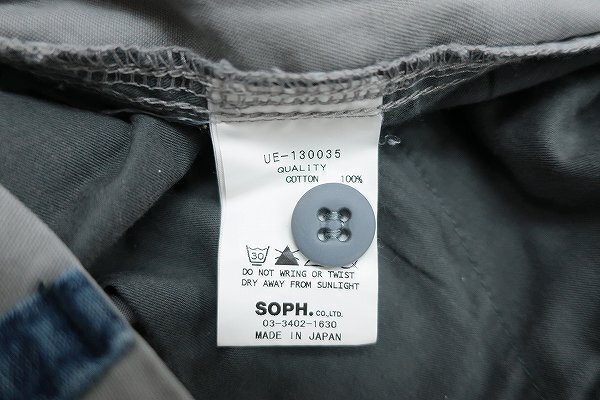 UE-130035
QUALITY
COTTON 100%
30
DO NOT WRING OR TWIST
DRY AWAY FROM SUNLIGHT
SOPH. CO.,LTD.
03-3402-1630
MADE IN JAPAN